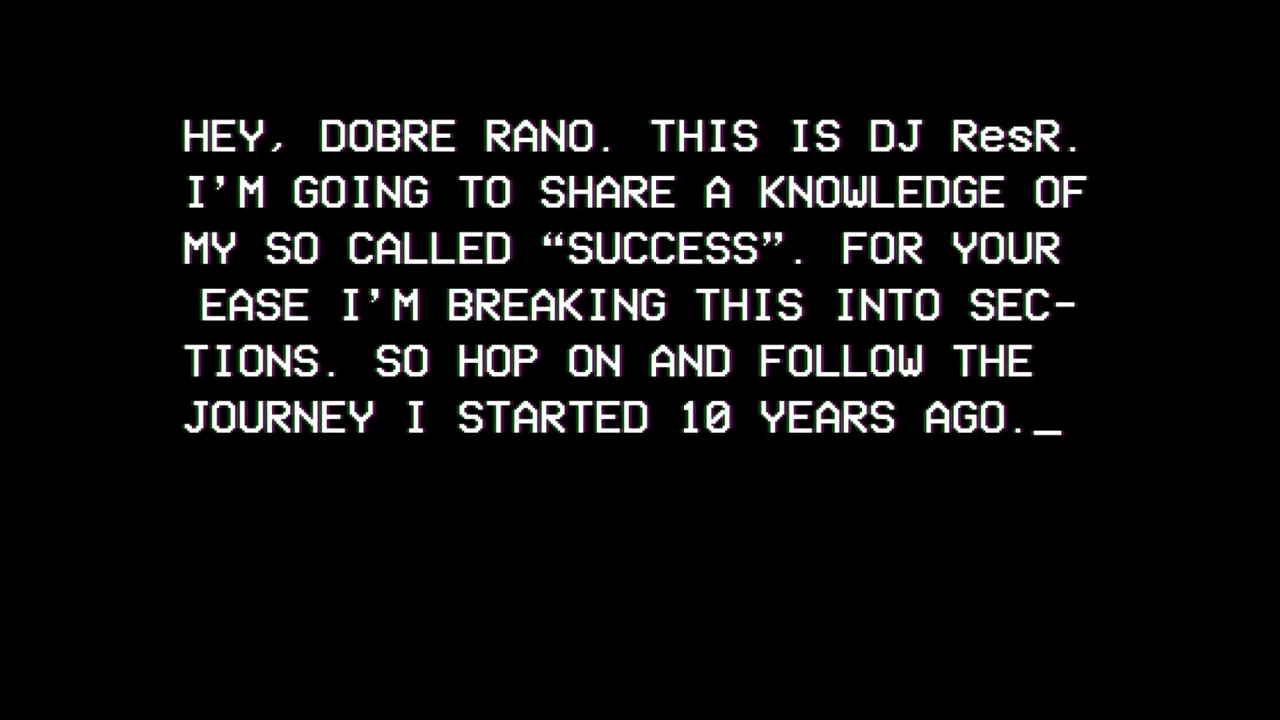 HEY, DOBRE RANO. THIS IS DJ ResR.
I’M GOING TO SHARE A KNOWLEDGE OF
MY SO CALLED “SUCCESS”. FOR YOUR
EASE I’M BREAKING THIS INTO SEC-
TIONS. SO HOP ON AND FOLLOW THE
JOURNEY I STARTED 10 YEARS AGO._